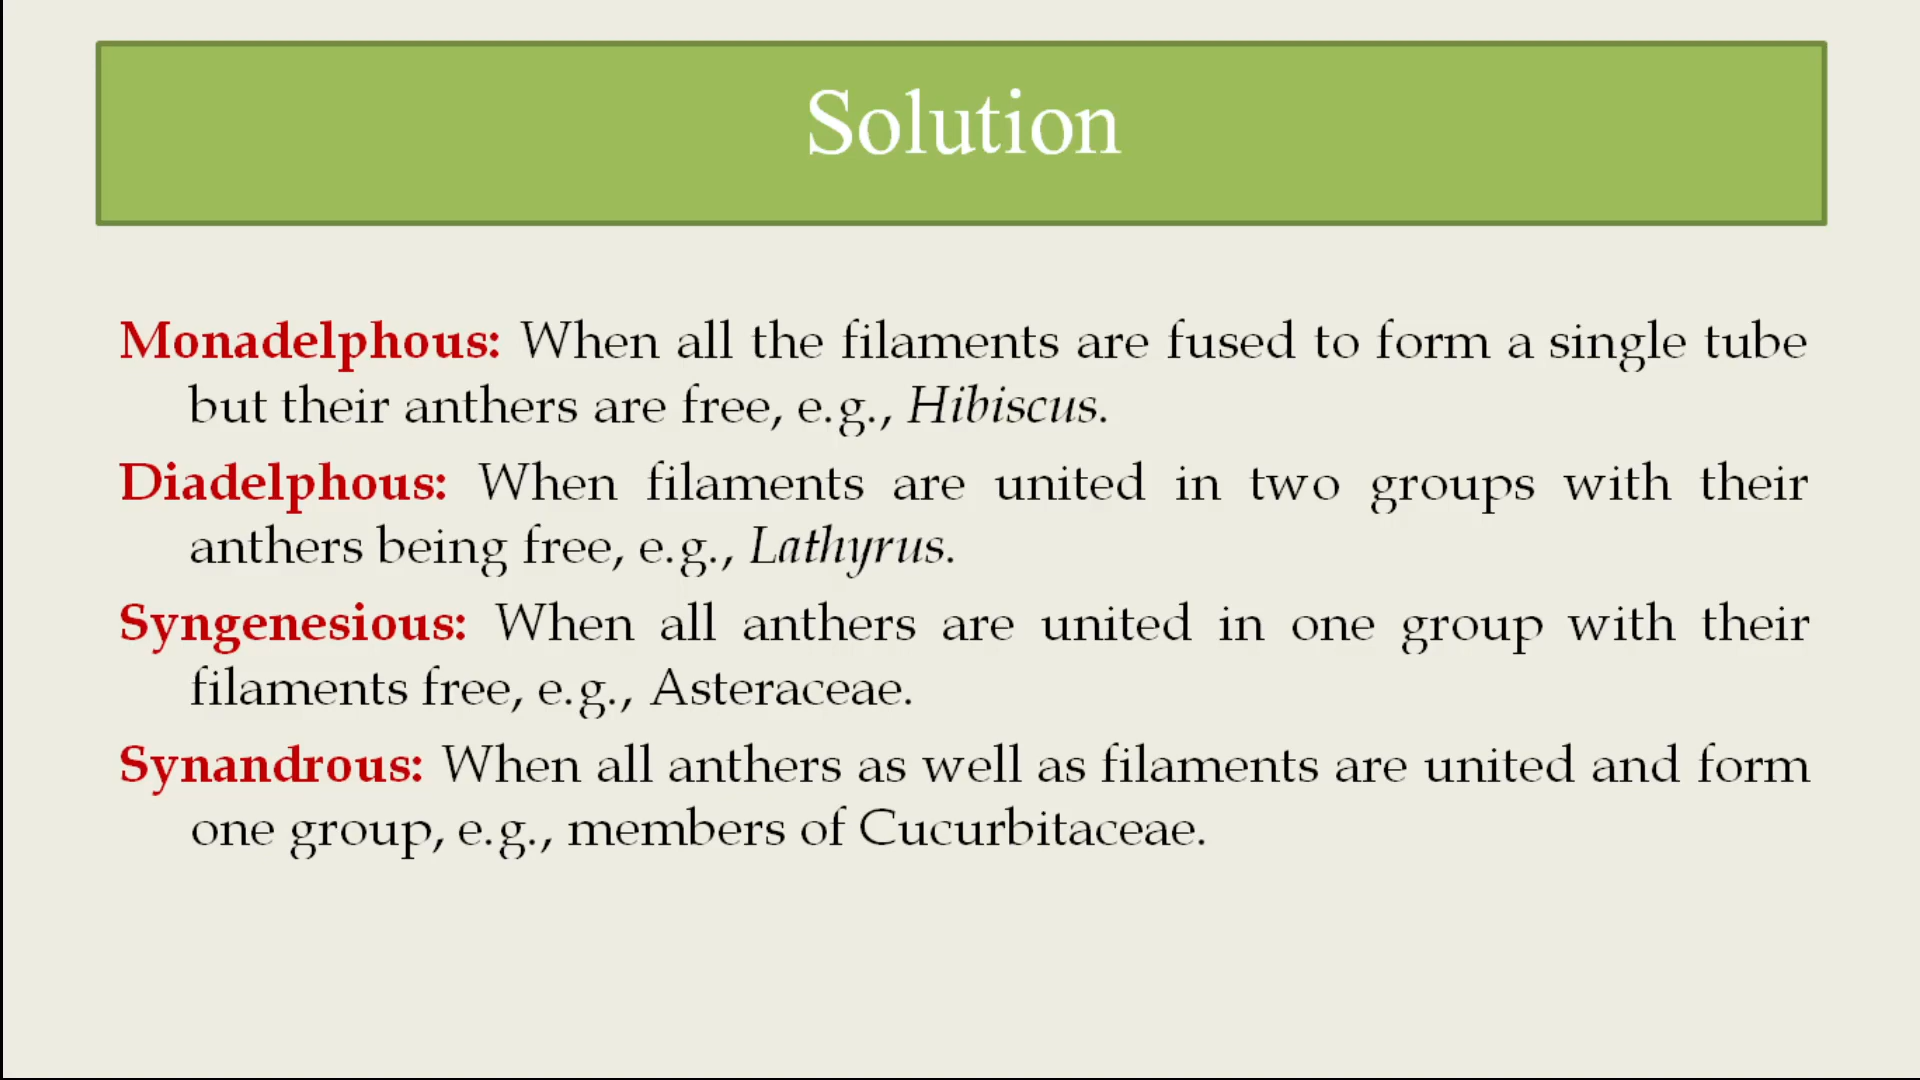 Solution
Monadelphous: When all the filaments are fused to form a single tube
but their anthers are free, e.g., Hibiscus.
Diadelphous: When filaments are united in two groups with their
anthers being free, e.g., Lathyrus.
Syngenesious: When all anthers are united in one group with their
filaments free, e.g., Asteraceae.
Synandrous: When all anthers as well as filaments are united and form
one group, e.g., members of Cucurbitaceae.